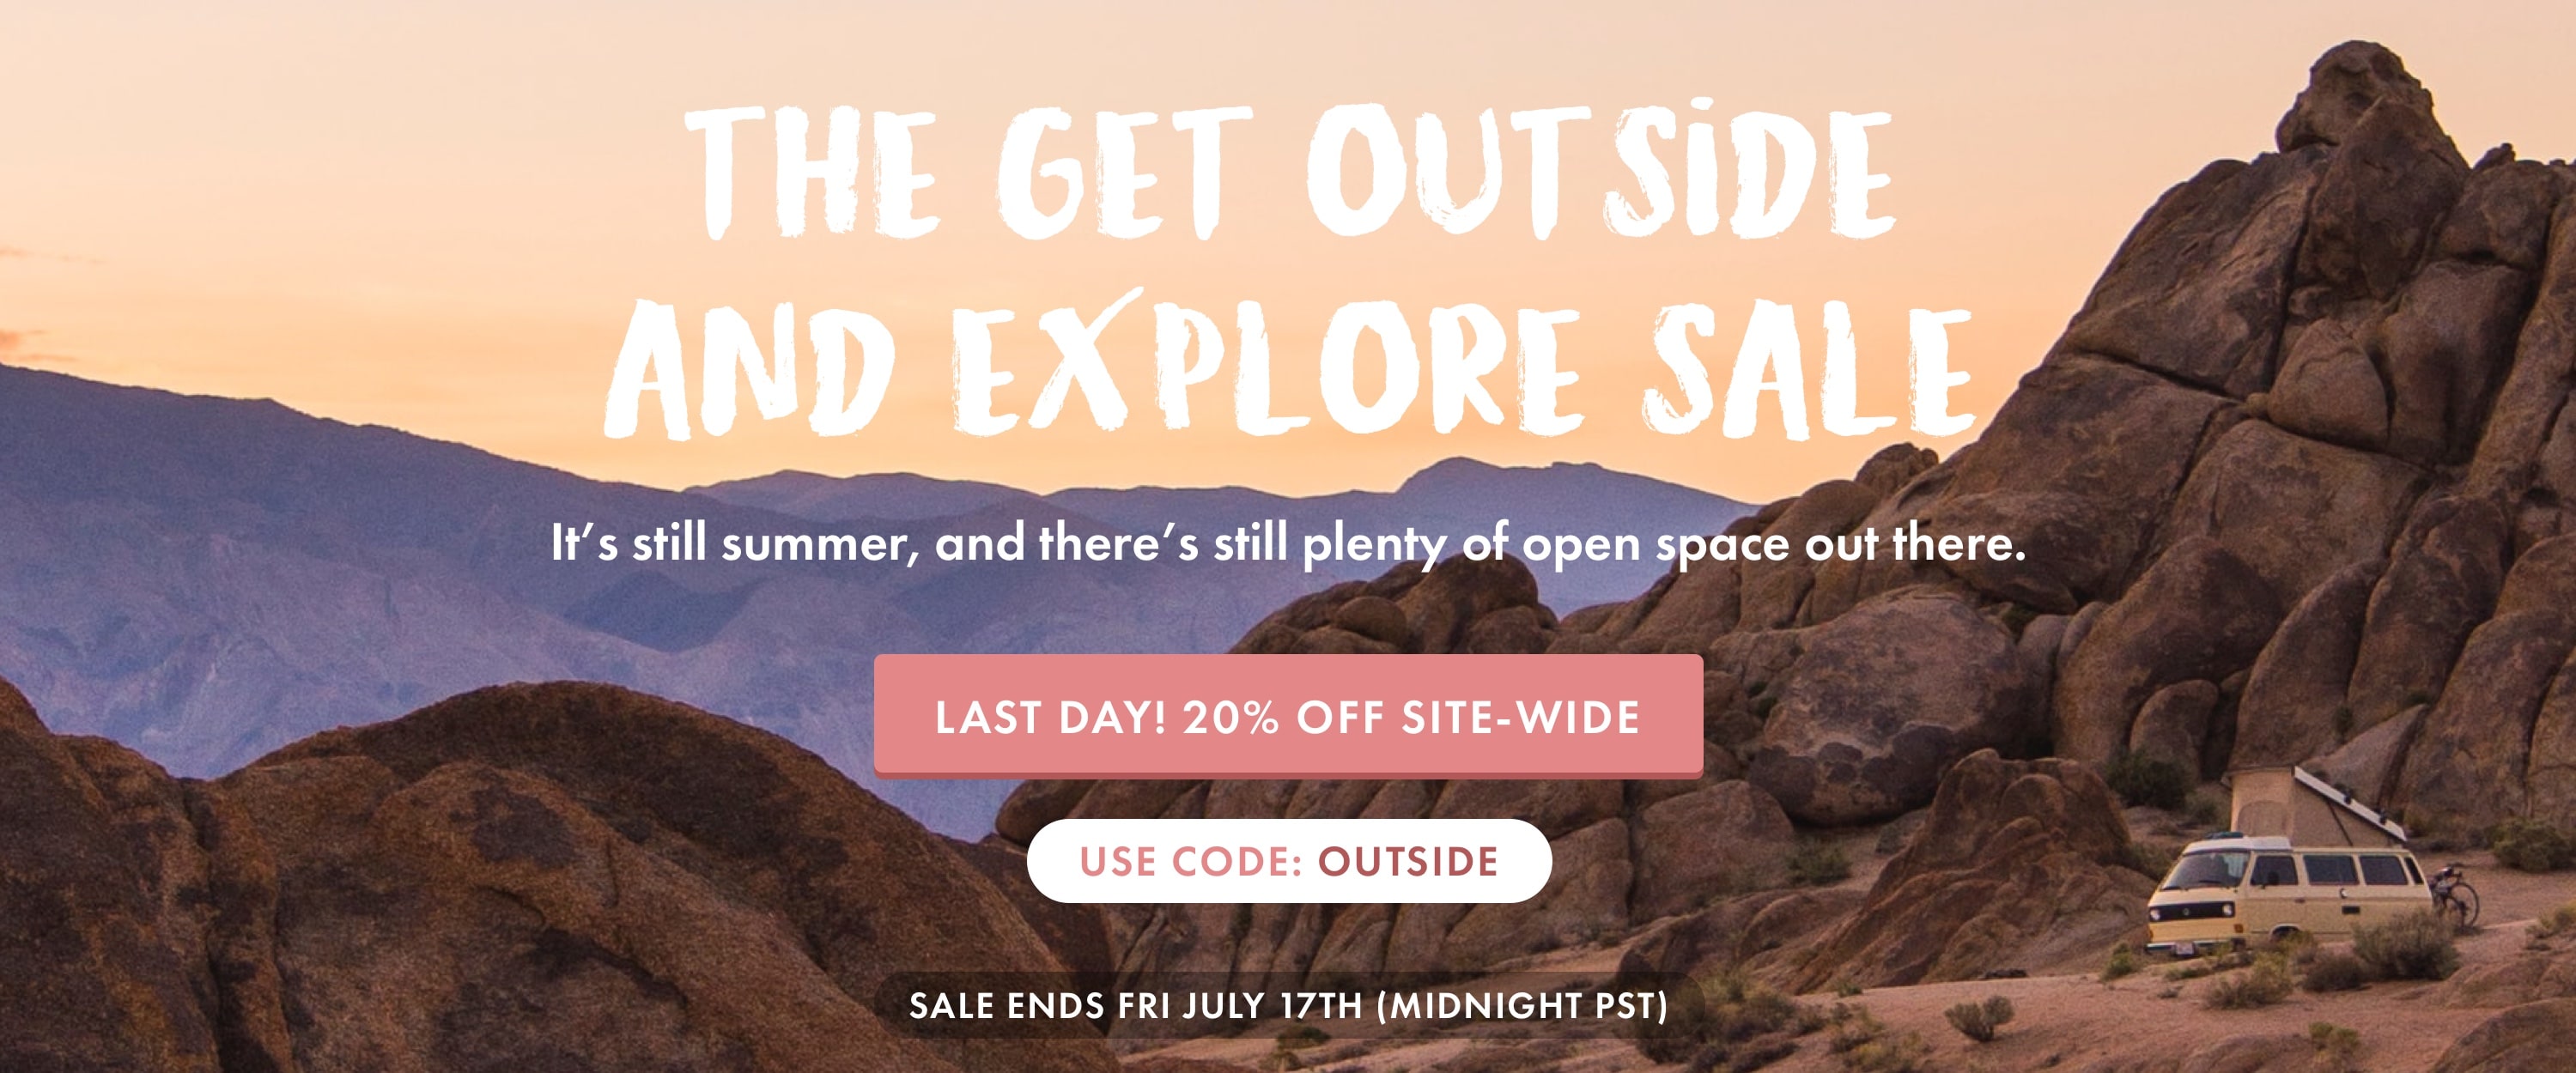 THE GET OUTSiDE
AND EXPLORE SALE
It’s still summer, and there’s still plenty of open space out there.
LAST DAY! 20% OFF SITE-WIDE
USE CODE: OUTSIDE
SALE ENDS FRI JULY 17TH (MIDNIGHT PST)